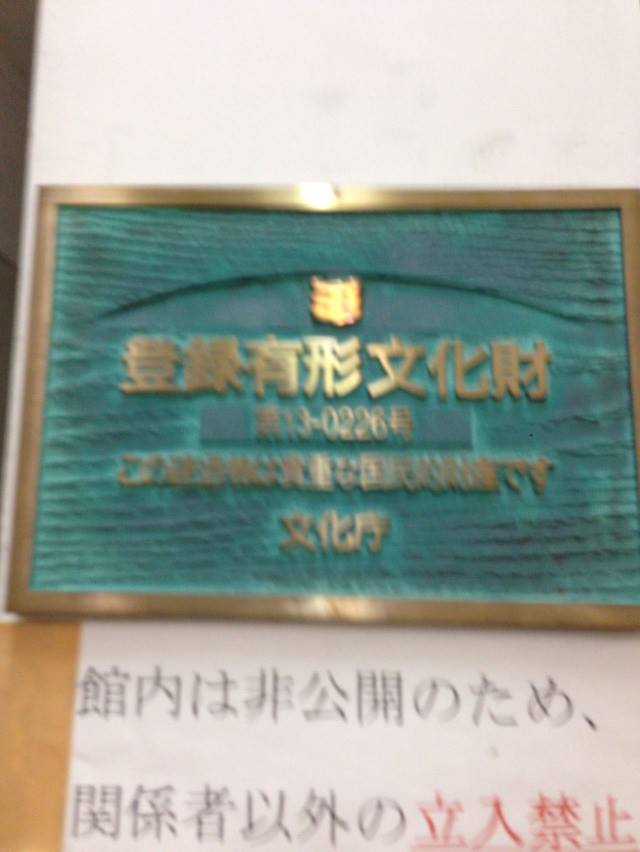 登録有形文化財
第13-0226号
この建造物は貴重な国民的財産です
文化庁
館内は非公開のため、
関係者以外の立入禁止